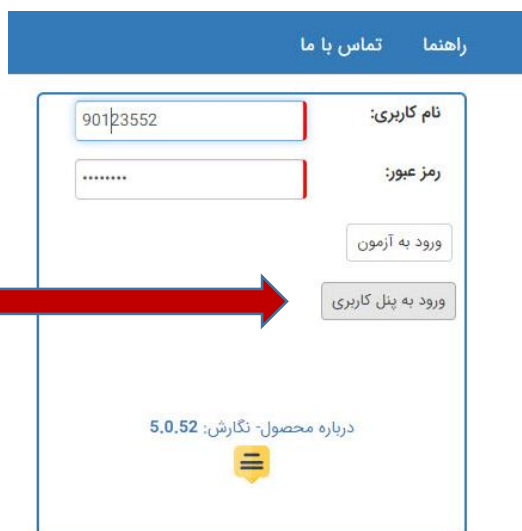 راهنما تماس با ما
نام کاربری:
90123552
رمز عبور:
••••••••
ورود به آزمون
ورود به پنل کاربری
درباره محصول- نگارش: 5.0.52